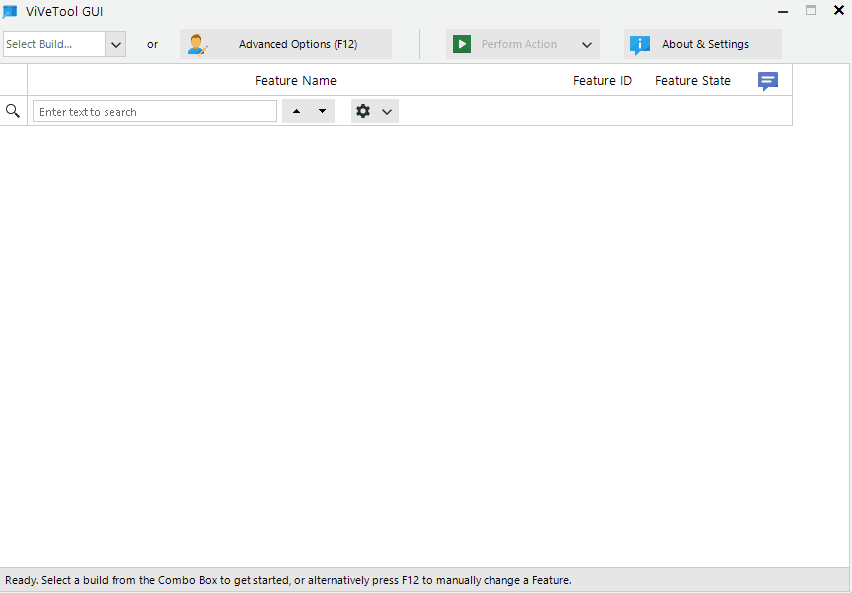 ViVeTool GUI
Select Build... or Advanced Options (F12) Perform Action About & Settings
Feature Name Feature ID Feature State
Enter text to search
Ready. Select a build from the Combo Box to get started, or alternatively press F12 to manually change a Feature.